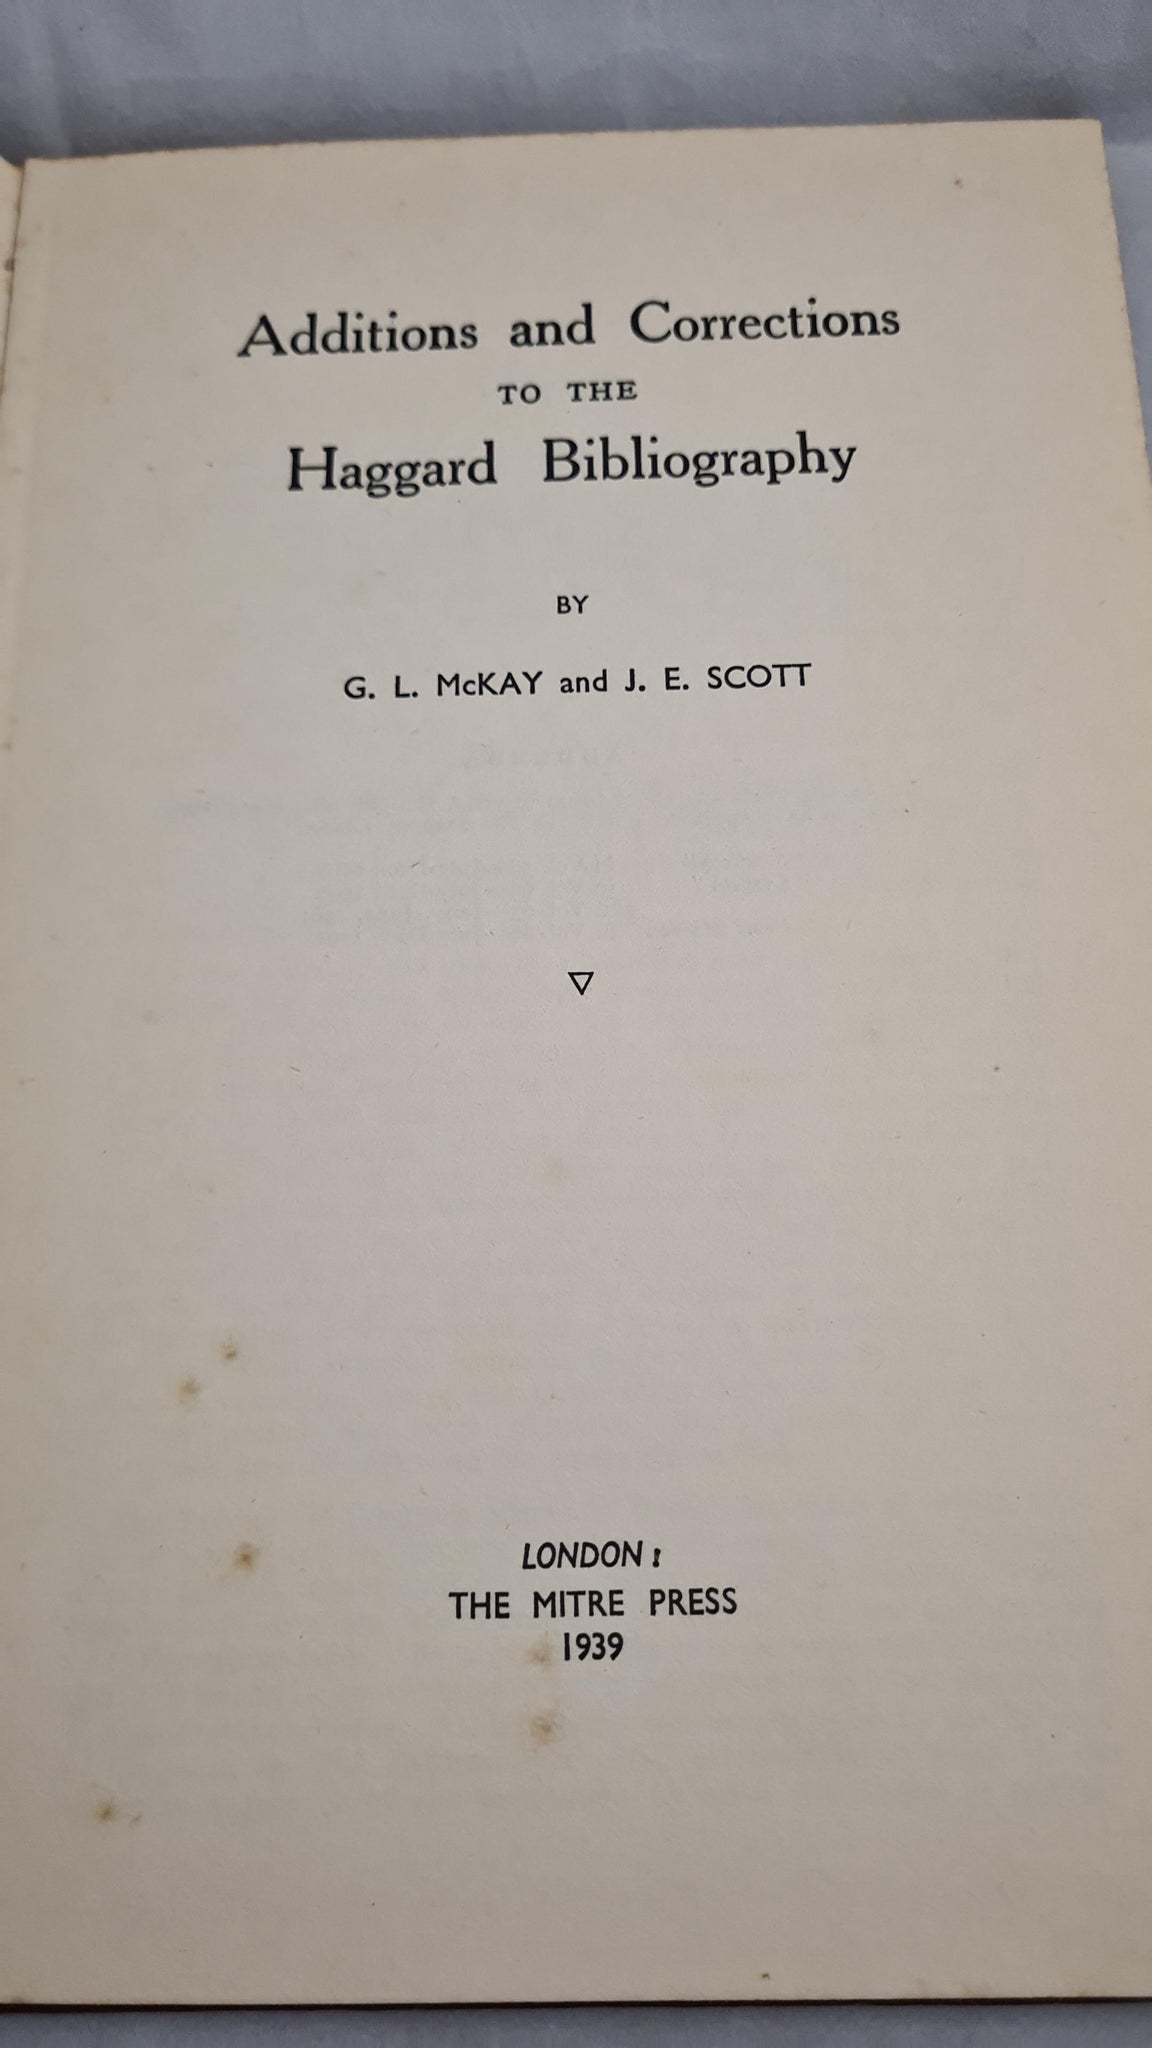 Additions and Corrections
TO THE
Haggard Bibliography
BY
G. L. McKAY and J. E. SCOTT
LONDON:
THE MITRE PRESS
1939